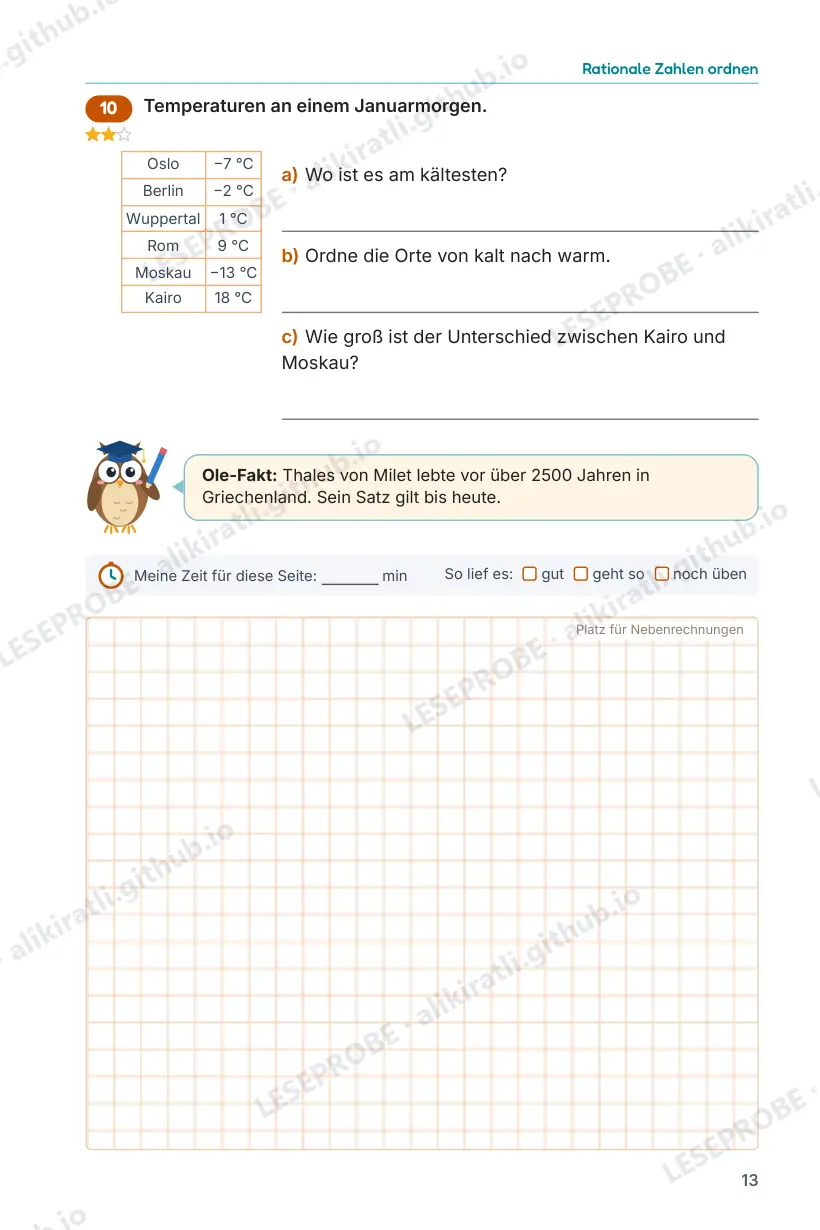 Rationale Zahlen ordnen
10 Temperaturen an einem Januarmorgen.
Oslo −7 °C
Berlin −2 °C
Wuppertal 1 °C
Rom 9 °C
Moskau −13 °C
Kairo 18 °C
a) Wo ist es am kältesten?
b) Ordne die Orte von kalt nach warm.
c) Wie groß ist der Unterschied zwischen Kairo und
Moskau?
Ole-Fakt: Thales von Milet lebte vor über 2500 Jahren in
Griechenland. Sein Satz gilt bis heute.
Meine Zeit für diese Seite: _______ min So lief es: gut geht so noch üben
Platz für Nebenrechnungen
13
LESEPROBE · alikiratli.github.io